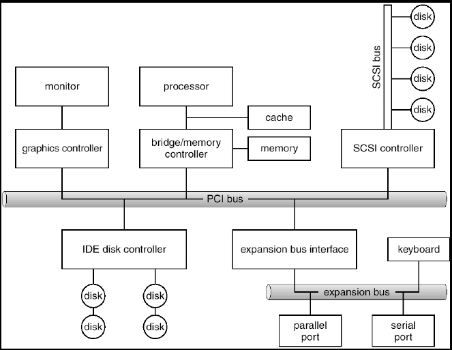 disk
disk
SCSI bus
disk
disk
monitor
processor
cache
graphics controller
bridge/memory
controller
memory
SCSI controller
PCI bus
IDE disk controller
expansion bus interface
keyboard
disk
disk
expansion bus
disk
disk
parallel
port
serial
port